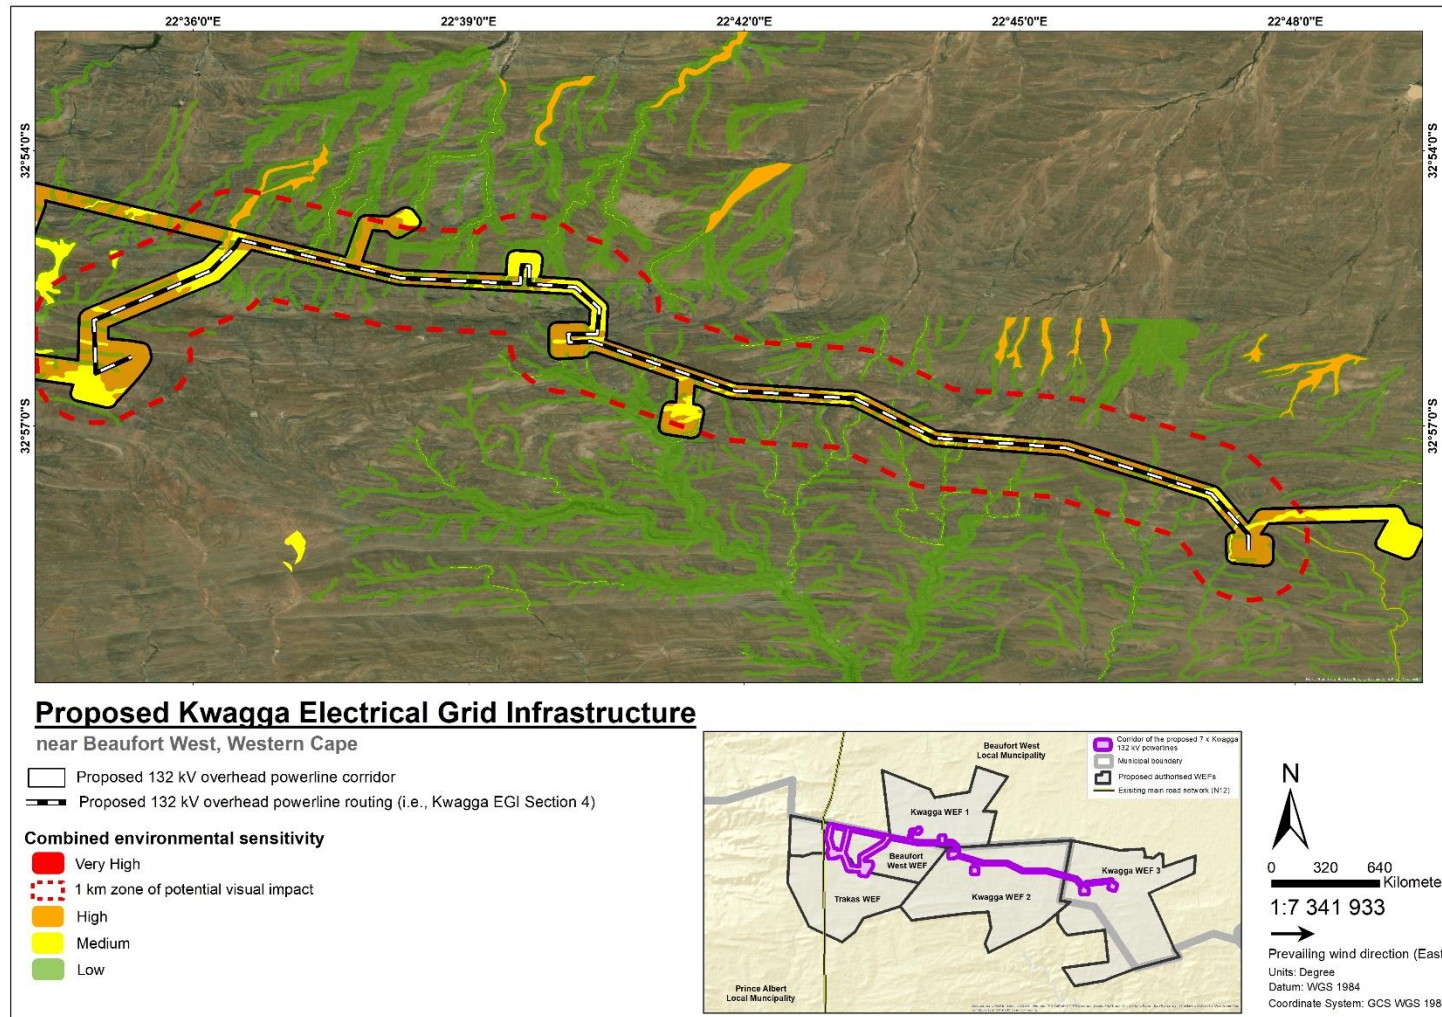 22°36'0"E 22°39'0"E 22°42'0"E 22°45'0"E 22°48'0"E
32°54'0"S 32°54'0"S
32°57'0"S 32°57'0"S
Proposed Kwagga Electrical Grid Infrastructure
near Beaufort West, Western Cape
Proposed 132 kV overhead powerline corridor
Proposed 132 kV overhead powerline routing (i.e., Kwagga EGI Section 4)
Combined environmental sensitivity
Very High
1 km zone of potential visual impact
High
Medium
Low
Beaufort West
Local Muncipality
Corridor of the proposed 7 x Kwagga
132 kV powerlines
Municipal boundary
Proposed authorised WEFs
Exisiting main road network (N12)
Kwagga WEF 1
Beaufort
West WEF
Kwagga WEF 3
Trakas WEF
Kwagga WEF 2
Prince Albert
Local Muncipality
N
0 320 640
Kilomete
1:7 341 933
Prevailing wind direction (East
Units: Degree
Datum: WGS 1984
Coordinate System: GCS WGS 198